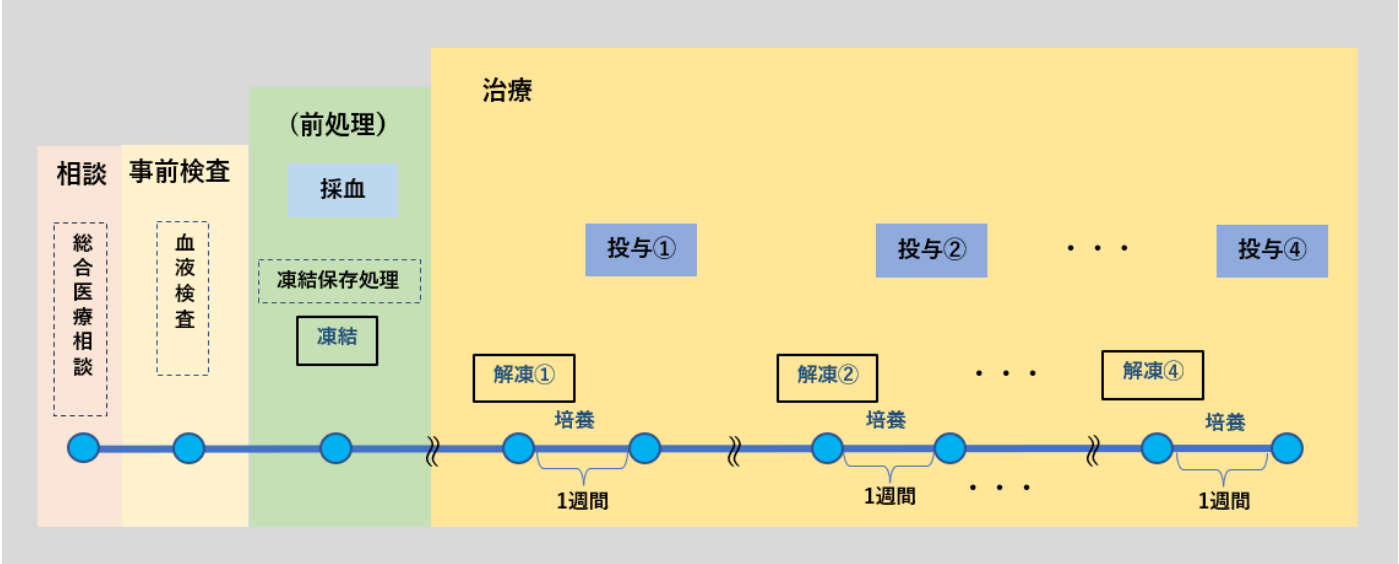 相談
総合医療相談
事前検査
血液検査
（前処理）
採血
凍結保存処理
凍結
治療
投与①
投与②
・・・
投与④
解凍①
解凍②
・・・
解凍④
培養
培養
培養
1週間
1週間
・・・
1週間